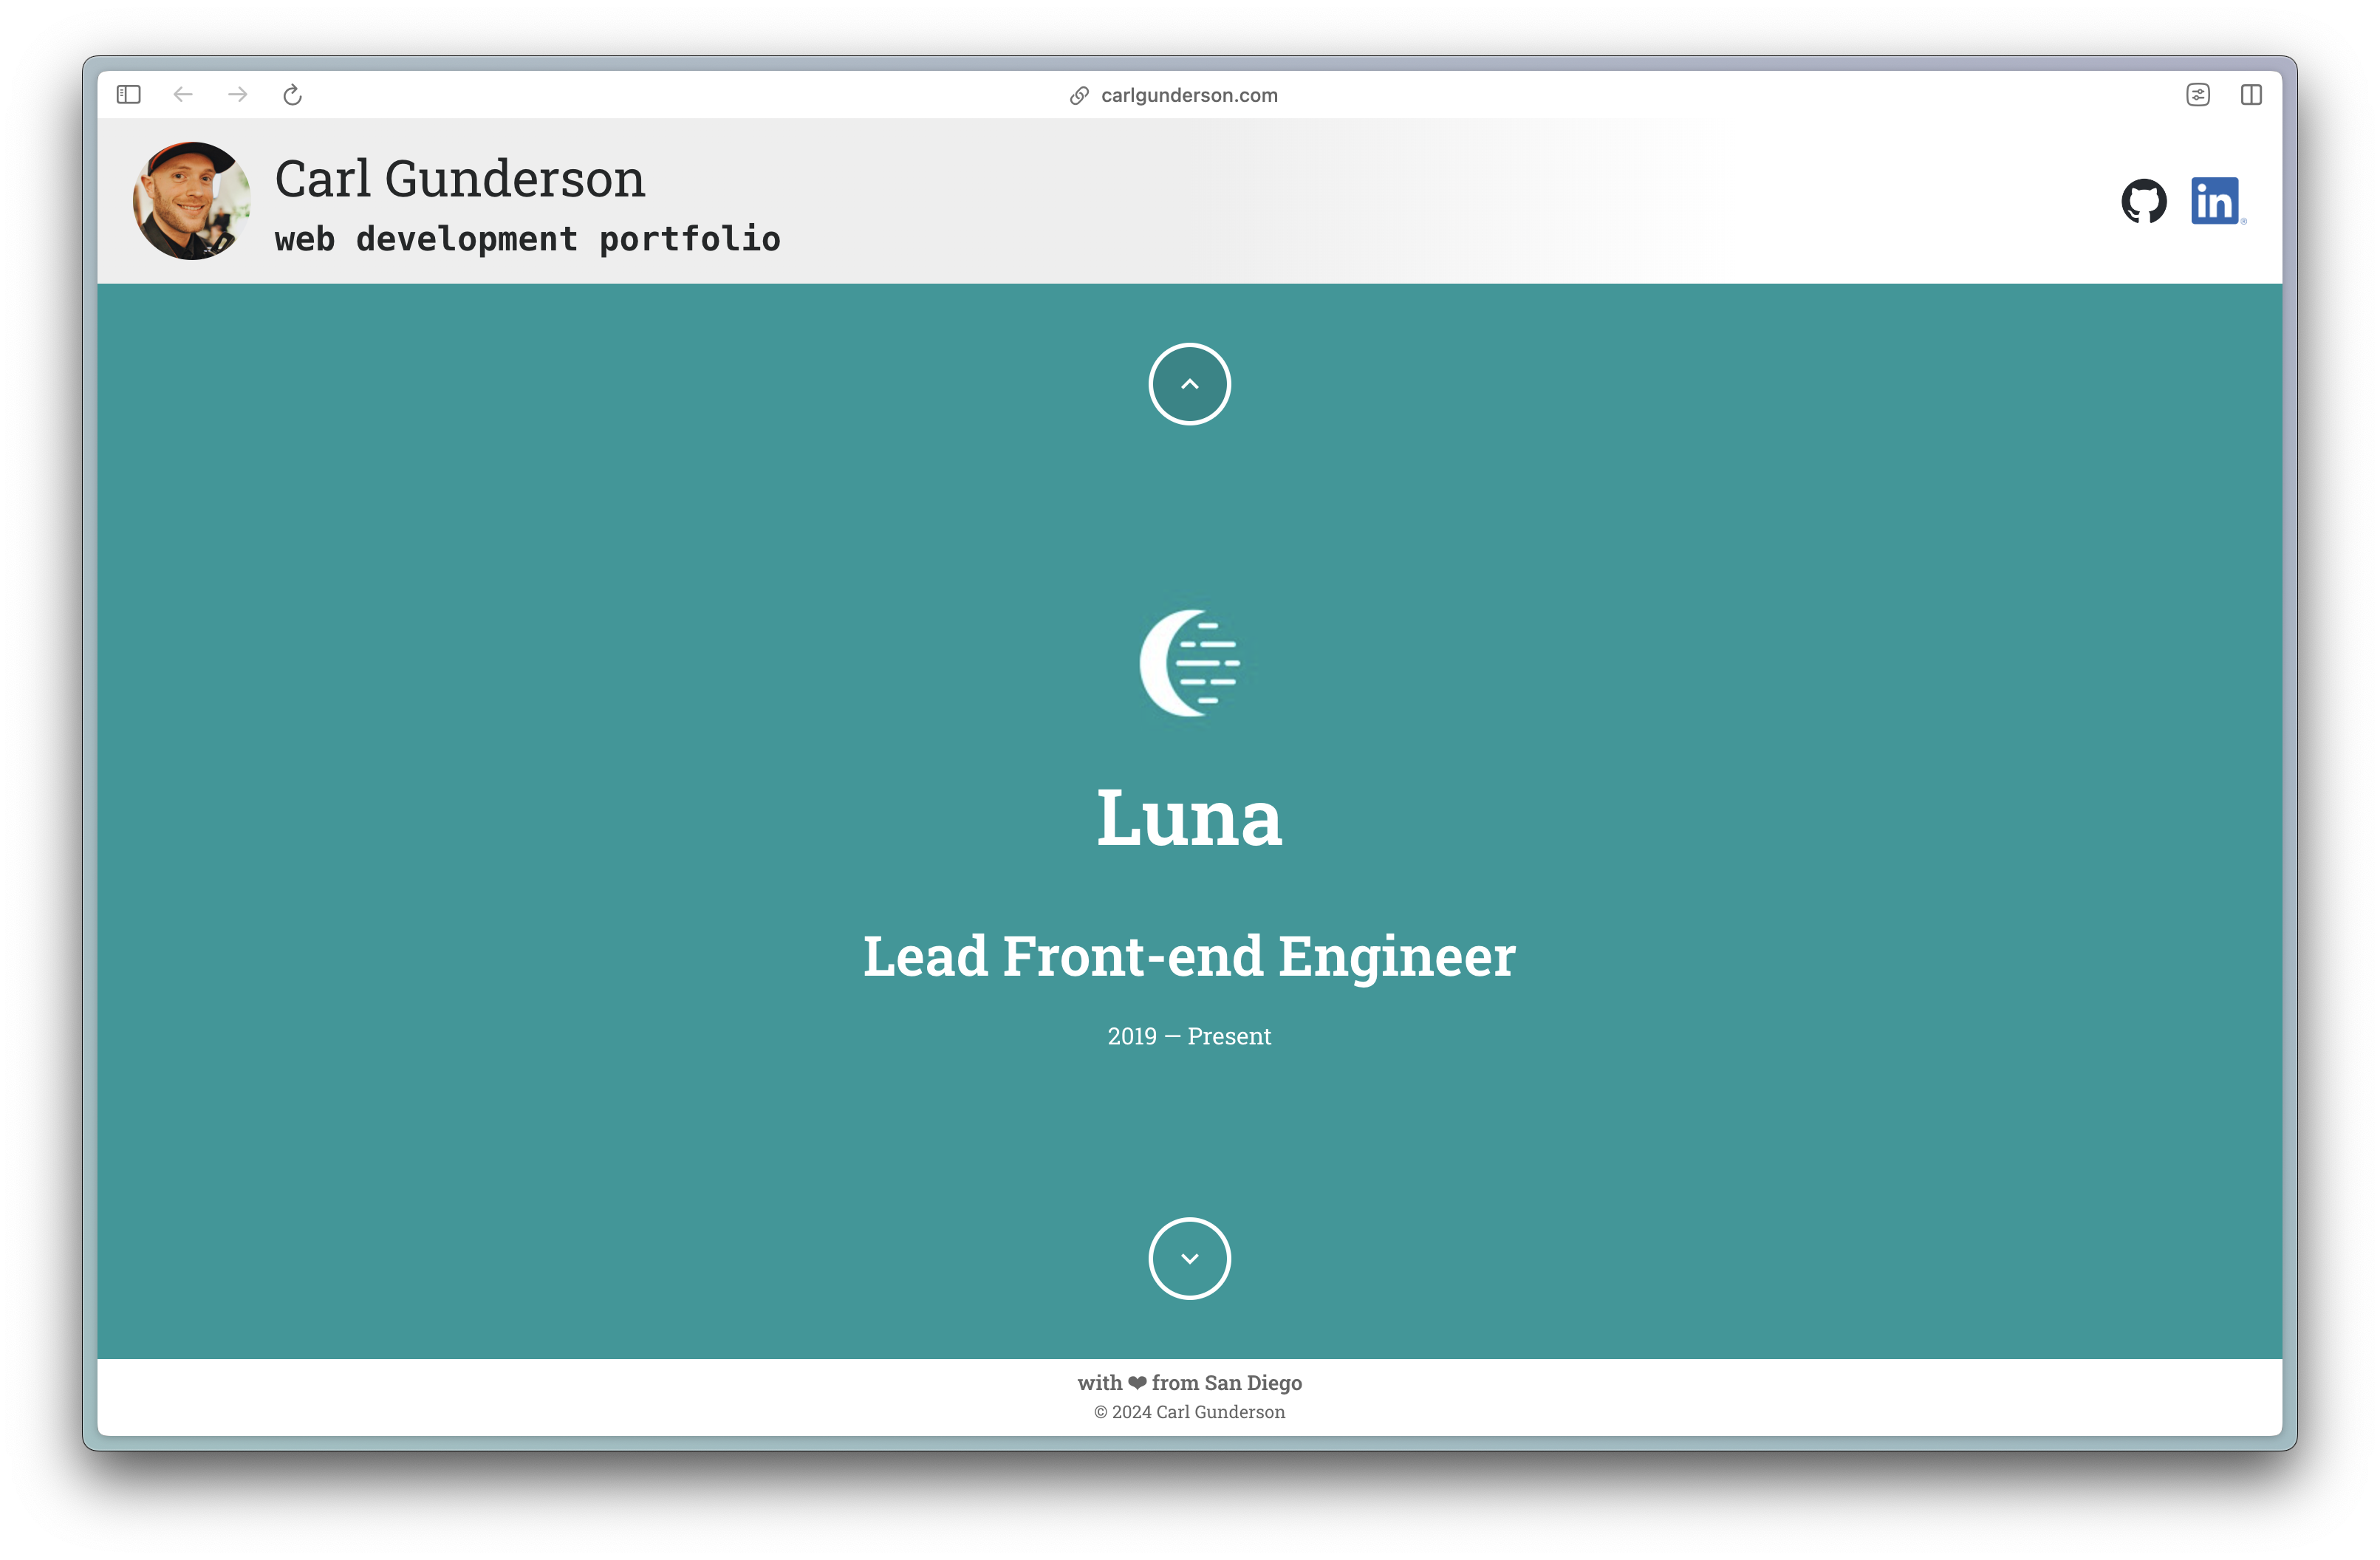 carlgunderson.com
Carl Gunderson
web development portfolio
in
Luna
Lead Front-end Engineer
2019 — Present
with ❤ from San Diego
© 2024 Carl Gunderson